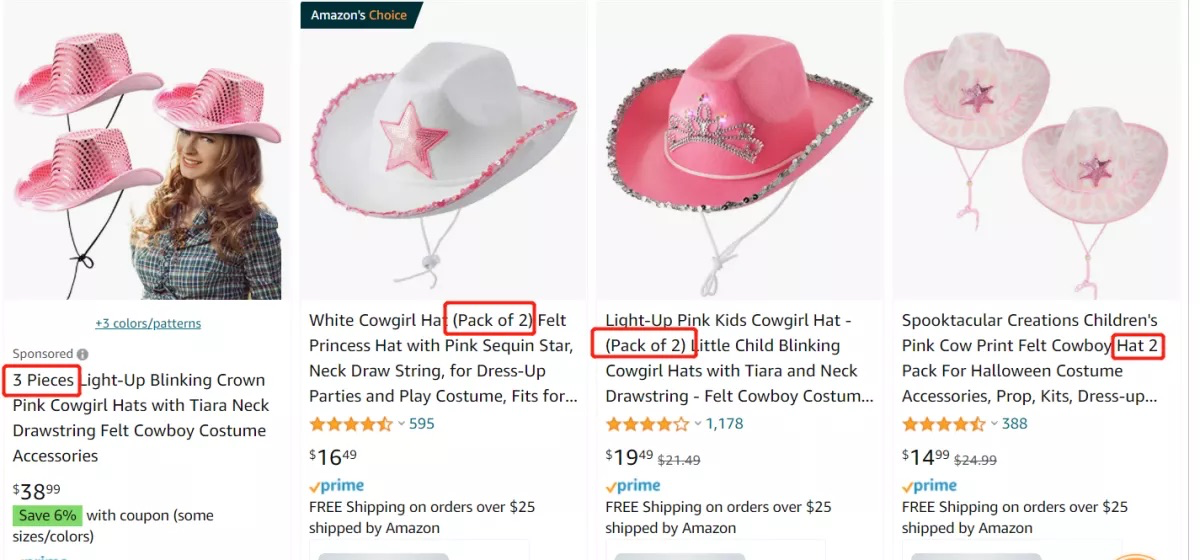 Amazon's Choice
+3 colors/patterns
Sponsored
3 Pieces Light-Up Blinking Crown
Pink Cowgirl Hats with Tiara Neck
Drawstring Felt Cowboy Costume
Accessories
$38 99
Save 6% with coupon (some
sizes/colors)
prime
White Cowgirl Hat (Pack of 2) Felt
Princess Hat with Pink Sequin Star,
Neck Draw String, for Dress-Up
Parties and Play Costume, Fits for...
595
$16 49
prime
FREE Shipping on orders over $25
shipped by Amazon
Light-Up Pink Kids Cowgirl Hat -
(Pack of 2) Little Child Blinking
Cowgirl Hats with Tiara and Neck
Drawstring - Felt Cowboy Costum...
1,178
$19 49 $21.49
prime
FREE Shipping on orders over $25
shipped by Amazon
Spooktacular Creations Children's
Pink Cow Print Felt Cowboy Hat 2
Pack For Halloween Costume
Accessories, Prop, Kits, Dress-up...
388
$14 99 $24.99
prime
FREE Shipping on orders over $25
shipped by Amazon